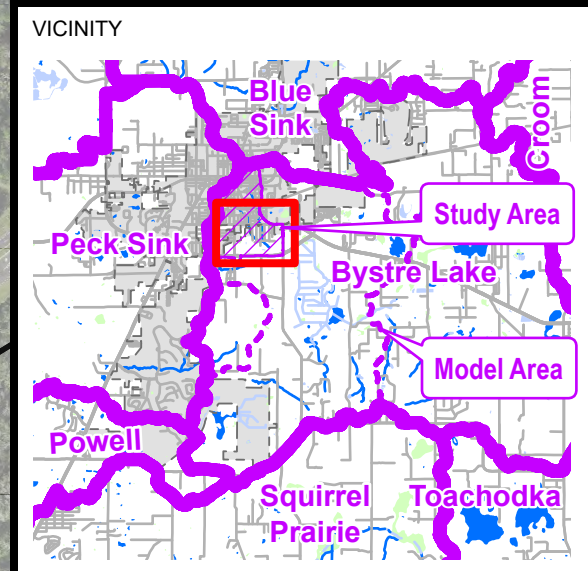 VICINITY
Blue
Sink
Croom
Study Area
Peck Sink
Bystre Lake
Model Area
Powell
Squirrel
Prairie
Toachodka